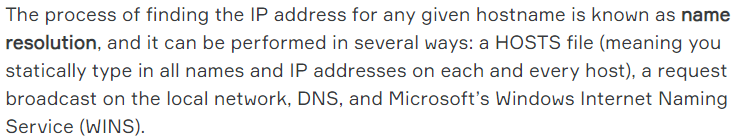 The process of finding the IP address for any given hostname is known as name
resolution, and it can be performed in several ways: a HOSTS file (meaning you
statically type in all names and IP addresses on each and every host), a request
broadcast on the local network, DNS, and Microsoft’s Windows Internet Naming
Service (WINS).